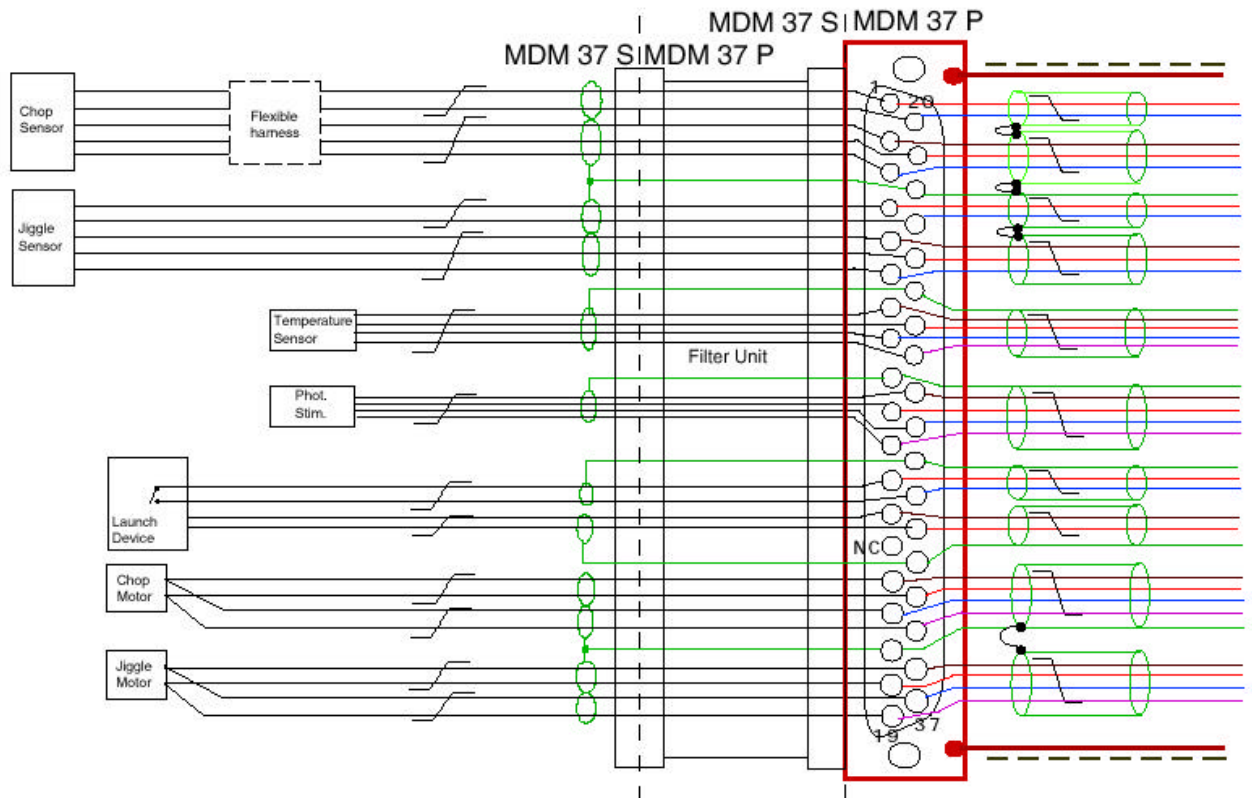 MDM 37 S MDM 37 P
MDM 37 S MDM 37 P
1
20
Chop
Sensor
Flexible
harness
Jiggle
Sensor
Temperature
Sensor
Filter Unit
Phot.
Stim.
Launch
Device
NC
Chop
Motor
Jiggle
Motor
37
19